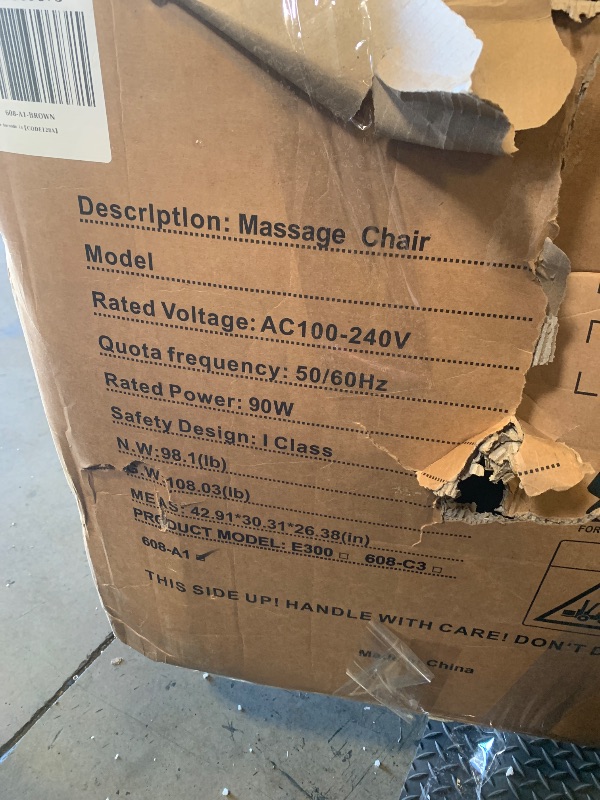 608-A1-BROWN
Description: Massage Chair
Model
Rated Voltage: AC100-240V
Quota frequency: 50/60Hz
Rated Power: 90W
Safety Design: I Class
N.W:98.1(lb)
.W:108.03(lb)
MEAS: 42.91*30.31*26.38(in)
PRODUCT MODEL: E300 □ 608-C3 □
608-A1 ☑
THIS SIDE UP! HANDLE WITH CARE! DON'T
FOR
China